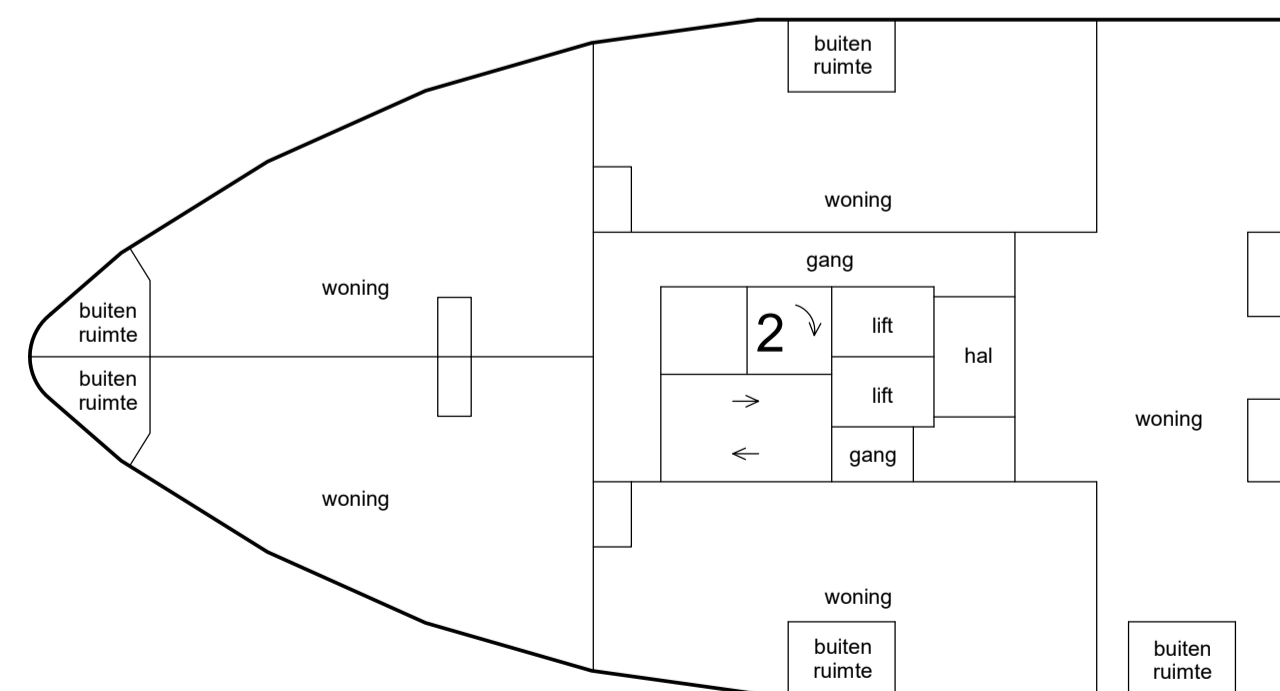 buiten
ruimte
woning
gang
woning
buiten
ruimte
2
lift
hal
buiten
ruimte
lift
woning
gang
woning
woning
buiten
ruimte
buiten
ruimte